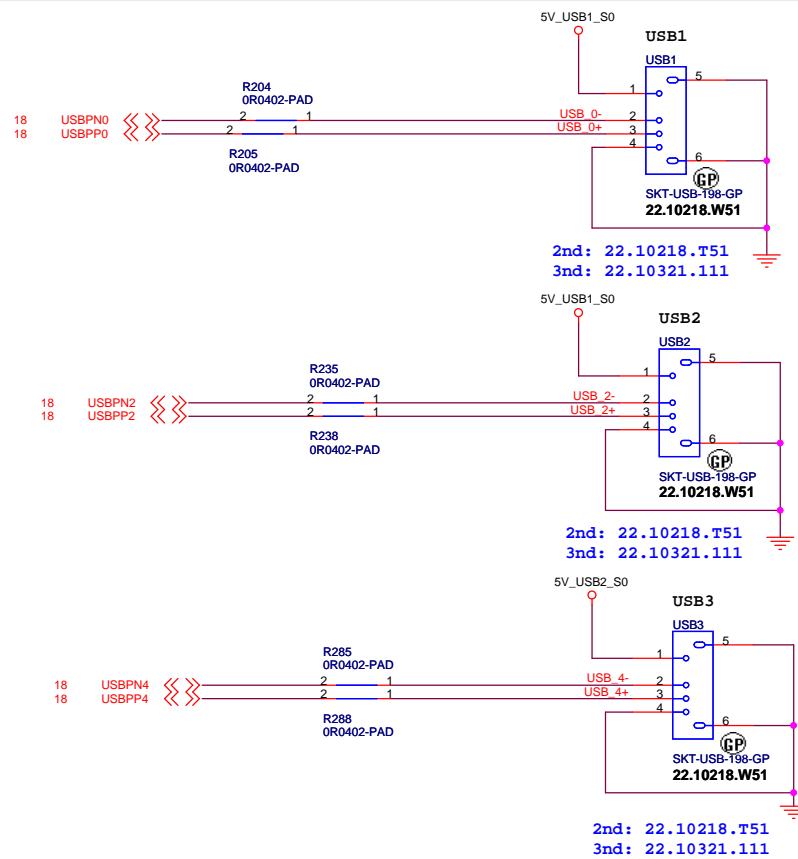 5V_USB1_S0
USB1
USB1
5
R204
0R0402-PAD
1
18 USBPN0 2 1 USB_0- 2
18 USBPP0 2 1 USB_0+ 3
4
R205
0R0402-PAD
6
GP
SKT-USB-198-GP
22.10218.W51
2nd: 22.10218.T51
3nd: 22.10321.111
5V_USB1_S0
USB2
USB2
5
R235
0R0402-PAD
1
18 USBPN2 2 1 USB_2- 2
18 USBPP2 2 1 USB_2+ 3
4
R238
0R0402-PAD
6
GP
SKT-USB-198-GP
22.10218.W51
2nd: 22.10218.T51
3nd: 22.10321.111
5V_USB2_S0
USB3
USB3
5
R285
0R0402-PAD
1
18 USBPN4 2 1 USB_4- 2
18 USBPP4 2 1 USB_4+ 3
4
R288
0R0402-PAD
6
GP
SKT-USB-198-GP
22.10218.W51
2nd: 22.10218.T51
3nd: 22.10321.111